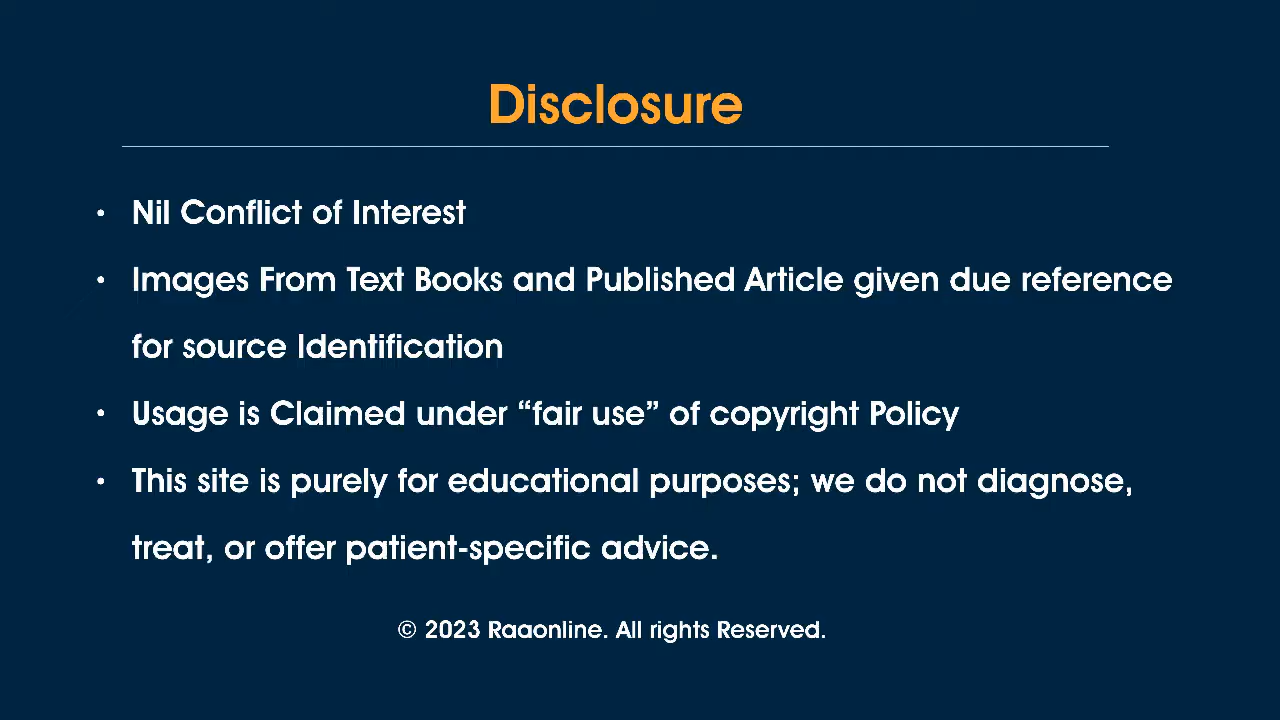 Disclosure
• Nil Conflict of Interest
• Images From Text Books and Published Article given due reference
for source Identification
• Usage is Claimed under “fair use” of copyright Policy
• This site is purely for educational purposes; we do not diagnose,
treat, or offer patient-specific advice.
© 2023 Raaonline. All rights Reserved.